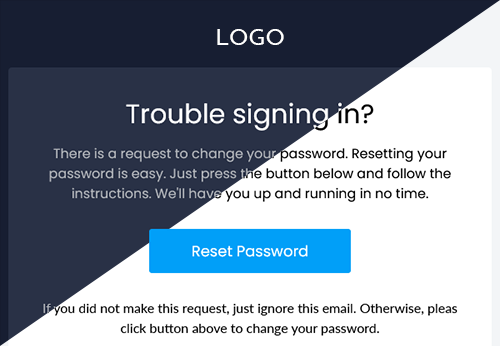 LOGO
Trouble signing in?
There is a request to change your password. Resetting your
password is easy. Just press the button below and follow the
instructions. We'll have you up and running in no time.
Reset Password
If you did not make this request, just ignore this email. Otherwise, pleas
click button above to change your password.